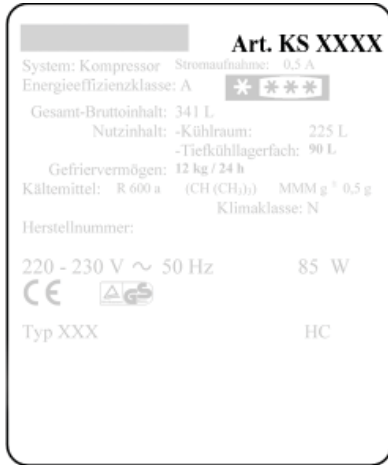 Art. KS XXXX
System: Kompressor Stromaufnahme: 0,5 A
Energieeffizienzklasse: A
Gesamt-Bruttoinhalt: 341 L
Nutzinhalt: -Kühlraum: 225 L
-Tiefkühllagerfach: 90 L
Gefriervermögen: 12 kg / 24 h
Kältemittel: R 600 a (CH (CH₃)₃) MMM g ± 0,5 g
Klimaklasse: N
Herstellnummer:
220 - 230 V ~ 50 Hz 85 W
CE GS
Typ XXX HC